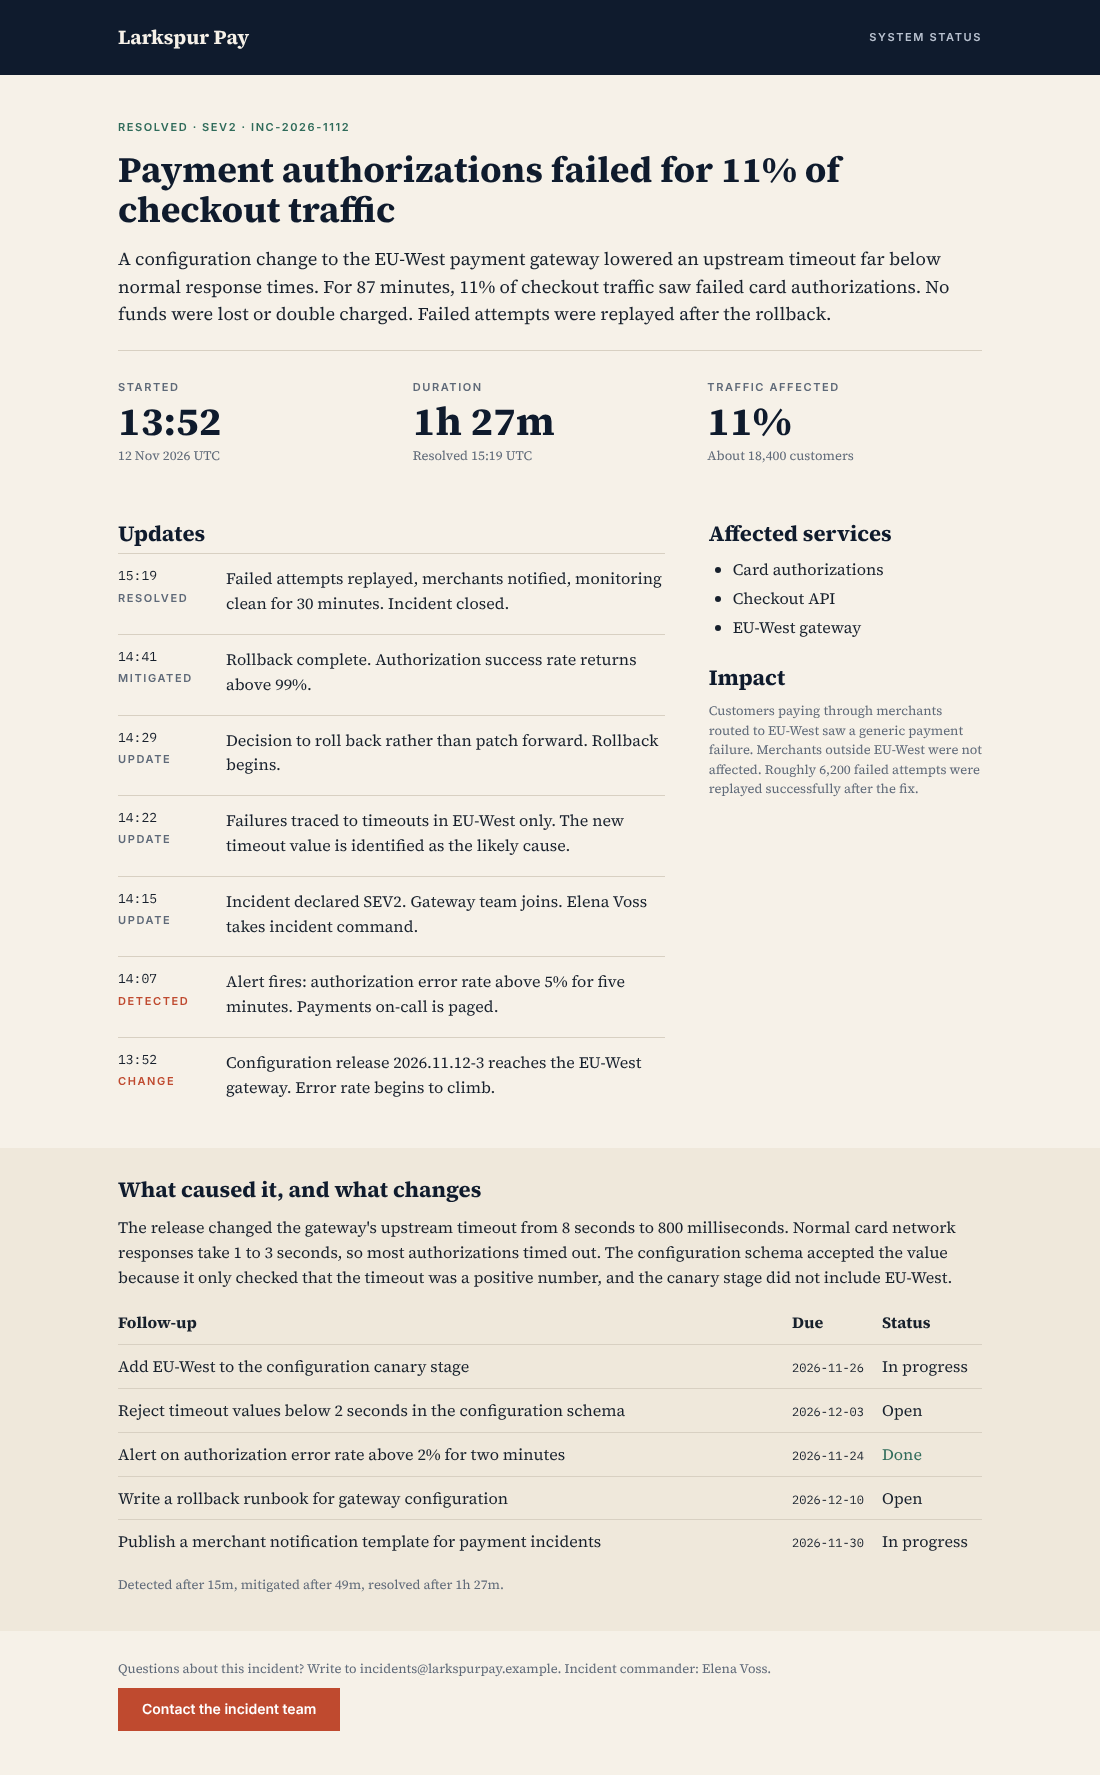 Larkspur Pay
SYSTEM STATUS
RESOLVED · SEV2 · INC-2026-1112
Payment authorizations failed for 11% of
checkout traffic
A configuration change to the EU-West payment gateway lowered an upstream timeout far below
normal response times. For 87 minutes, 11% of checkout traffic saw failed card authorizations. No
funds were lost or double charged. Failed attempts were replayed after the rollback.
STARTED
13:52
12 Nov 2026 UTC
DURATION
1h 27m
Resolved 15:19 UTC
TRAFFIC AFFECTED
11%
About 18,400 customers
Updates
15:19
RESOLVED
Failed attempts replayed, merchants notified, monitoring
clean for 30 minutes. Incident closed.
14:41
MITIGATED
Rollback complete. Authorization success rate returns
above 99%.
14:29
UPDATE
Decision to roll back rather than patch forward. Rollback
begins.
14:22
UPDATE
Failures traced to timeouts in EU-West only. The new
timeout value is identified as the likely cause.
14:15
UPDATE
Incident declared SEV2. Gateway team joins. Elena Voss
takes incident command.
14:07
DETECTED
Alert fires: authorization error rate above 5% for five
minutes. Payments on-call is paged.
13:52
CHANGE
Configuration release 2026.11.12-3 reaches the EU-West
gateway. Error rate begins to climb.
Affected services
• Card authorizations
• Checkout API
• EU-West gateway
Impact
Customers paying through merchants
routed to EU-West saw a generic payment
failure. Merchants outside EU-West were not
affected. Roughly 6,200 failed attempts were
replayed successfully after the fix.
What caused it, and what changes
The release changed the gateway's upstream timeout from 8 seconds to 800 milliseconds. Normal card network
responses take 1 to 3 seconds, so most authorizations timed out. The configuration schema accepted the value
because it only checked that the timeout was a positive number, and the canary stage did not include EU-West.
Follow-up Due Status
Add EU-West to the configuration canary stage 2026-11-26 In progress
Reject timeout values below 2 seconds in the configuration schema 2026-12-03 Open
Alert on authorization error rate above 2% for two minutes 2026-11-24 Done
Write a rollback runbook for gateway configuration 2026-12-10 Open
Publish a merchant notification template for payment incidents 2026-11-30 In progress
Detected after 15m, mitigated after 49m, resolved after 1h 27m.
Questions about this incident? Write to incidents@larkspurpay.example. Incident commander: Elena Voss.
Contact the incident team